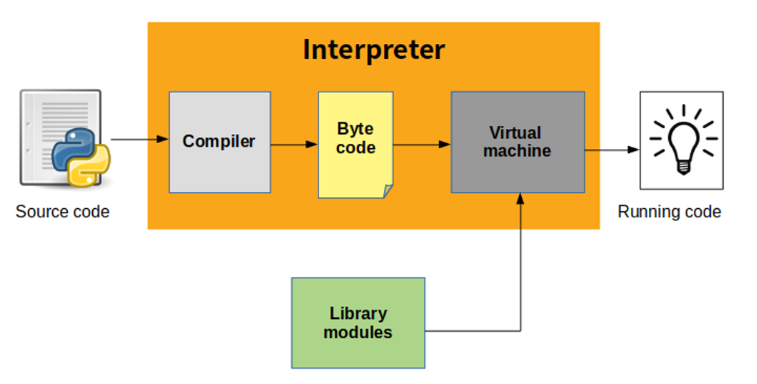 Interpreter
Compiler
Byte
code
Virtual
machine
Source code
Running code
Library
modules